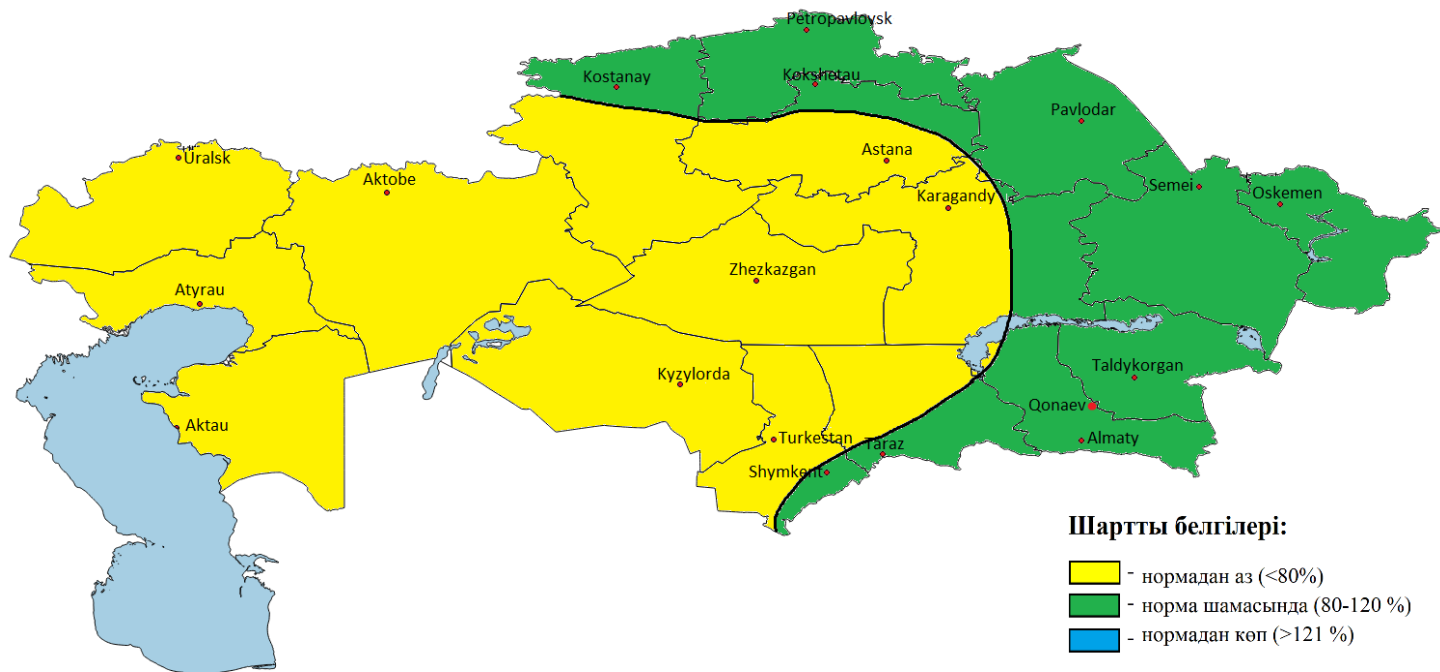 Petropavlovsk
Kostanay
Kokshetau
Pavlodar
Uralsk
Astana
Aktobe
Semei
Oskemen
Karagandy
Zhezkazgan
Atyrau
Taldykorgan
Kyzylorda
Qonaev
Aktau
Turkestan
Taraz
Almaty
Shymkent
Шартты белгілері:
- нормадан аз (<80%)
- норма шамасында (80-120 %)
- нормадан көп (>121 %)